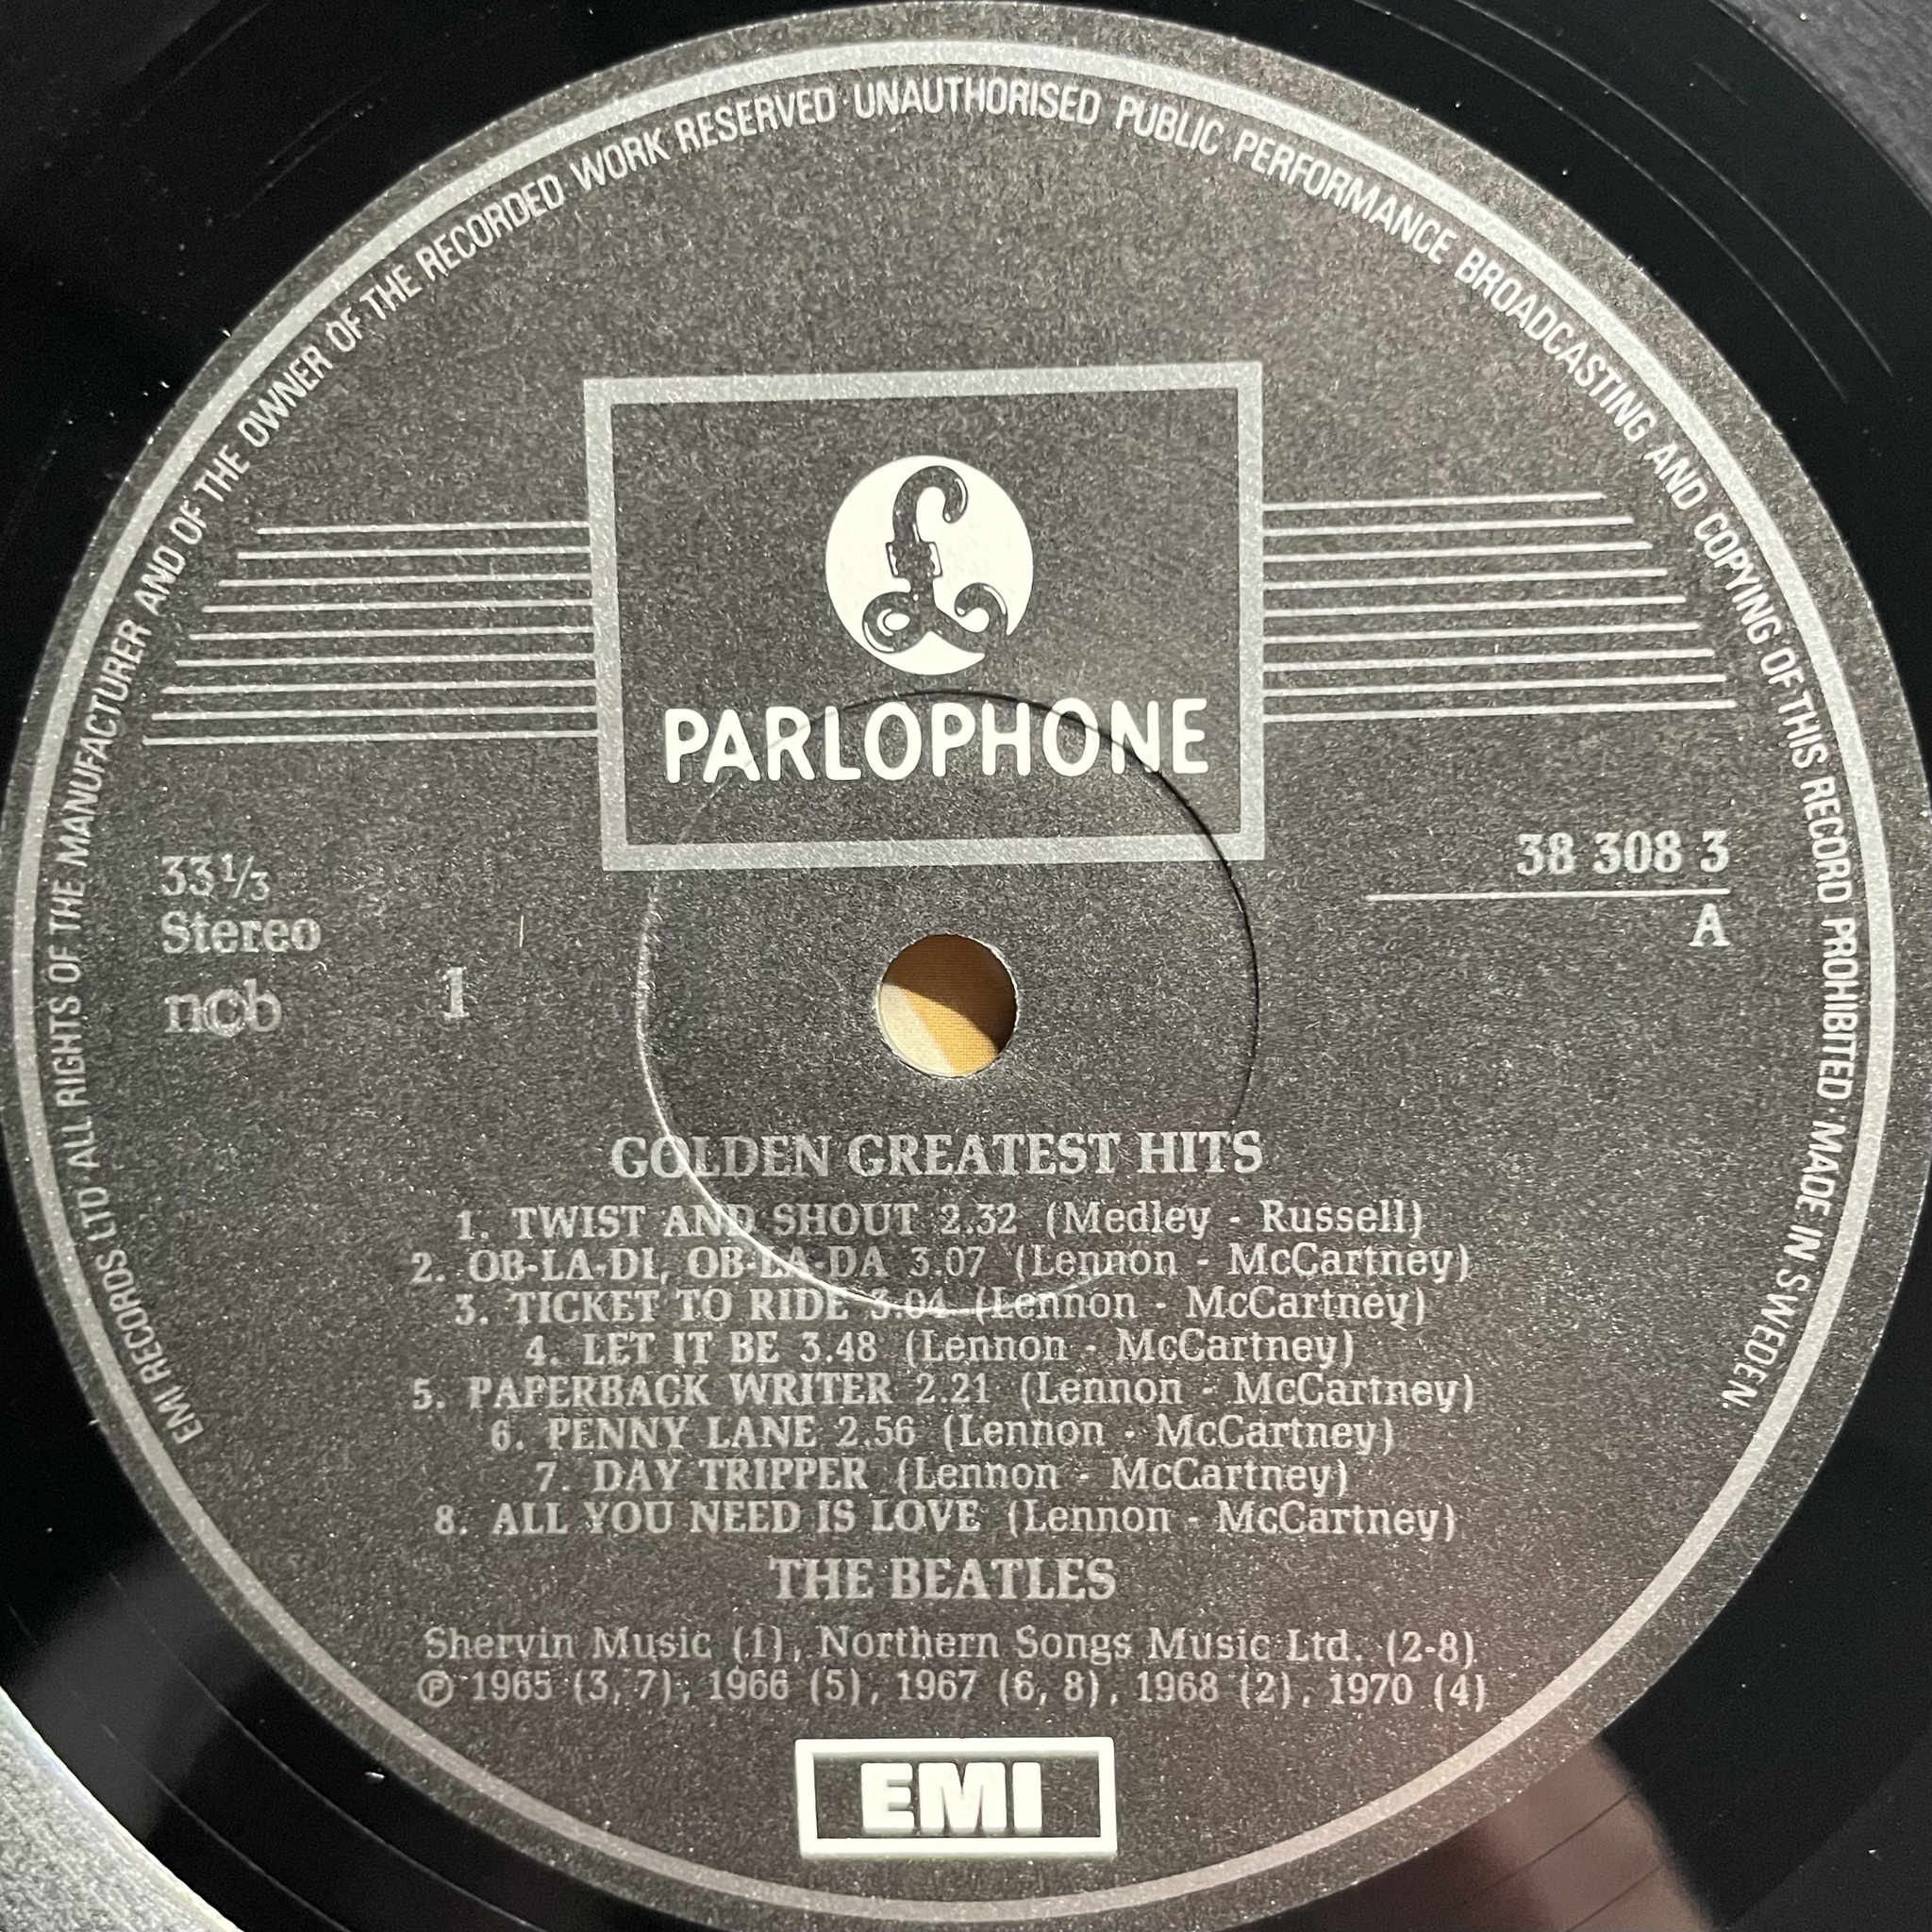 EMI RECORDS LTD · ALL RIGHTS OF THE MANUFACTURER AND OF THE OWNER OF THE RECORDED WORK RESERVED · UNAUTHORISED PUBLIC PERFORMANCE BROADCASTING AND COPYING OF THIS RECORD PROHIBITED · MADE IN SWEDEN.
PARLOPHONE
33 1/3
Stereo
ncb
1
38 308 3
A
GOLDEN GREATEST HITS
1. TWIST AND SHOUT 2.32 (Medley - Russell)
2. OB-LA-DI, OB-LA-DA 3.07 (Lennon - McCartney)
3. TICKET TO RIDE 3.04 (Lennon - McCartney)
4. LET IT BE 3.48 (Lennon - McCartney)
5. PAPERBACK WRITER 2.21 (Lennon - McCartney)
6. PENNY LANE 2.56 (Lennon - McCartney)
7. DAY TRIPPER (Lennon - McCartney)
8. ALL YOU NEED IS LOVE (Lennon - McCartney)
THE BEATLES
Shervin Music (1), Northern Songs Music Ltd. (2-8)
℗ 1965 (3, 7), 1966 (5), 1967 (6, 8), 1968 (2), 1970 (4)
EMI